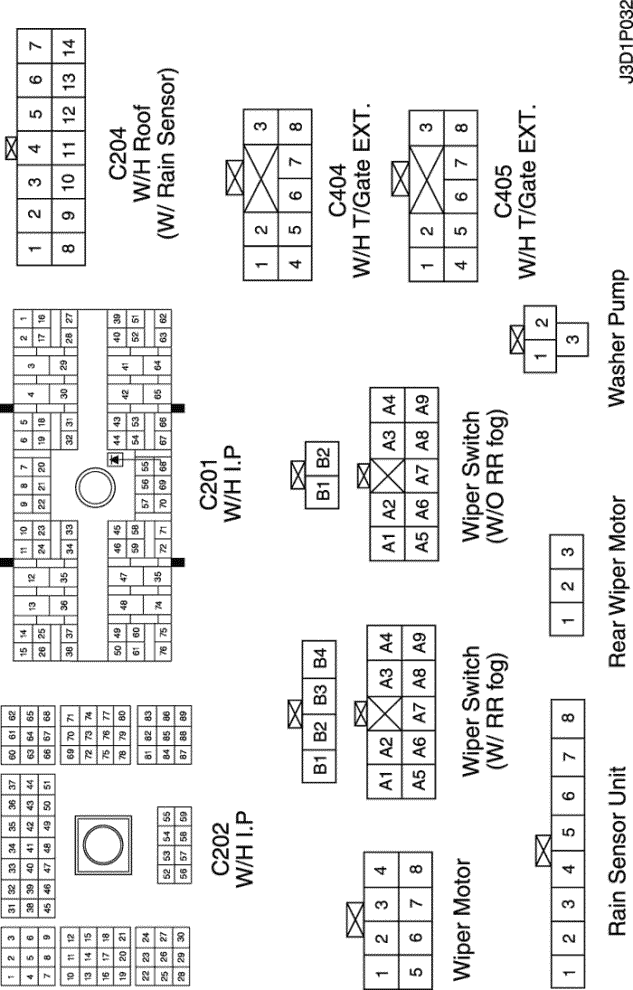 1 2 3
4 5 6
7 8 9
10 11 12
13 14 15
16 17 18
19 20 21
22 23 24
25 26 27
28 29 30
31 32 33 34 35 36 37
38 39 40 41 42 43 44
45 46 47 48 49 50 51
52 53 54 55
56 57 58 59
60 61 62
63 64 65
66 67 68
69 70 71
72 73 74
75 76 77
78 79 80
81 82 83
84 85 86
87 88 89
C202
W/H I.P
15 14 13 12 11 10 9 8 7 6 5 4 3 2 1
26 25 24 23 22 21 20 19 18 17 16
38 37 36 35 34 33 32 31 30 29 28 27
50 49 48 47 46 45 44 43 42 41 40 39
61 60 59 58 57 56 55 54 53 52 51
76 75 74 35 72 71 70 69 68 67 66 65 64 63 62
C201
W/H I.P
1 2 3 4 5 6 7
8 9 10 11 12 13 14
C204
W/H Roof
(W/ Rain Sensor)
1 2 3 4
5 6 7 8
Wiper Motor
B1 B2 B3 B4
A1 A2 A3 A4
A5 A6 A7 A8 A9
Wiper Switch
(W/ RR fog)
B1 B2
A1 A2 A3 A4
A5 A6 A7 A8 A9
Wiper Switch
(W/O RR fog)
1 2 3
4 5 6 7 8
C404
W/H T/Gate EXT.
1 2 3
4 5 6 7 8
C405
W/H T/Gate EXT.
1 2 3 4 5 6 7 8
Rain Sensor Unit
1 2 3
Rear Wiper Motor
1 2
3
Washer Pump
J3D1P032